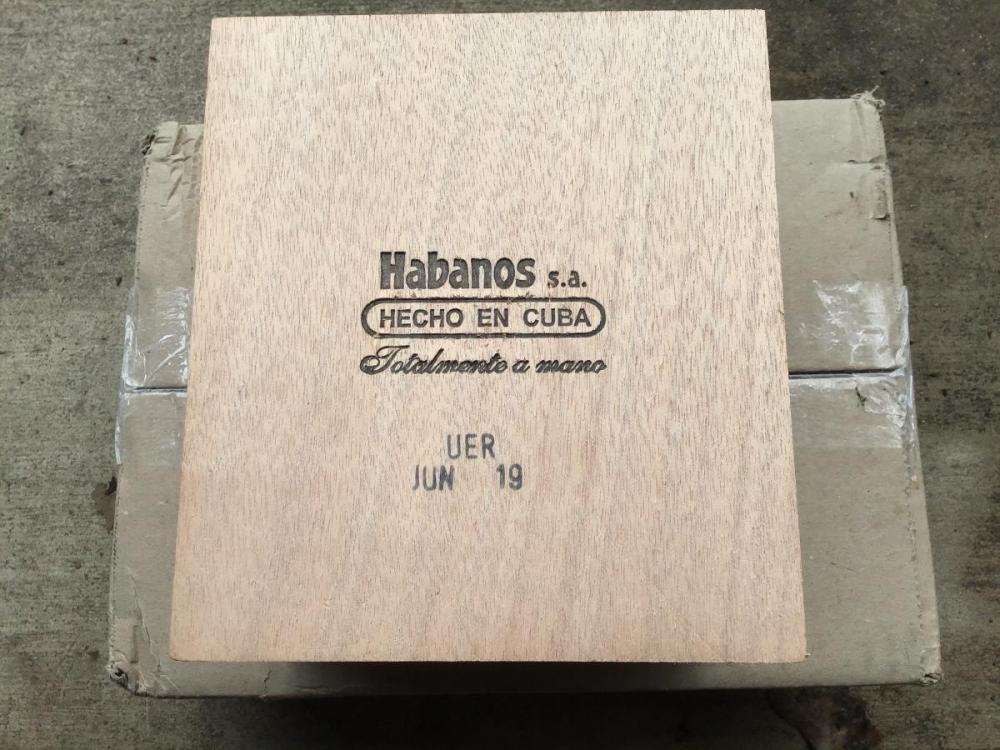 Habanos s.a.
HECHO EN CUBA
Totalmente a mano
UER
JUN 19